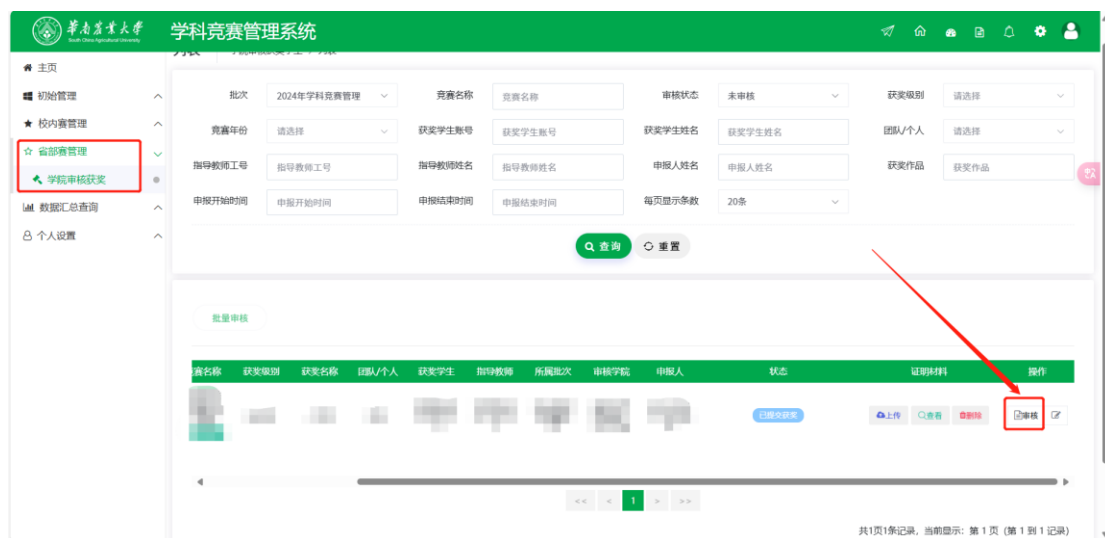 華南農業大學 学科竞赛管理系统
South China Agricultural University
列表
主页
初始管理
校内赛管理
省部赛管理
学院审核获奖
数据汇总查询
个人设置
批次 2024年学科竞赛管理 竞赛名称 竞赛名称 审核状态 未审核 获奖级别 请选择
竞赛年份 请选择 获奖学生账号 获奖学生账号 获奖学生姓名 获奖学生姓名 团队/个人 请选择
指导教师工号 指导教师工号 指导教师姓名 指导教师姓名 申报人姓名 申报人姓名 获奖作品 获奖作品
申报开始时间 申报开始时间 申报结束时间 申报结束时间 每页显示条数 20条
查询 重置
批量审核
竞赛名称 获奖级别 获奖名称 团队/个人 获奖学生 指导教师 所属批次 审核学院 申报人 状态 证明材料 操作
已提交获奖 上传 查看 删除 审核
<< < 1 > >>
共1页1条记录，当前显示：第 1 页 (第 1 到 1 记录)